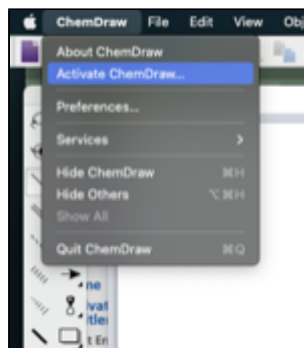 ChemDraw File Edit View Obj
About ChemDraw
Activate ChemDraw...
Preferences...
Services
Hide ChemDraw ⌘H
Hide Others ⌥⌘H
Show All
Quit ChemDraw ⌘Q